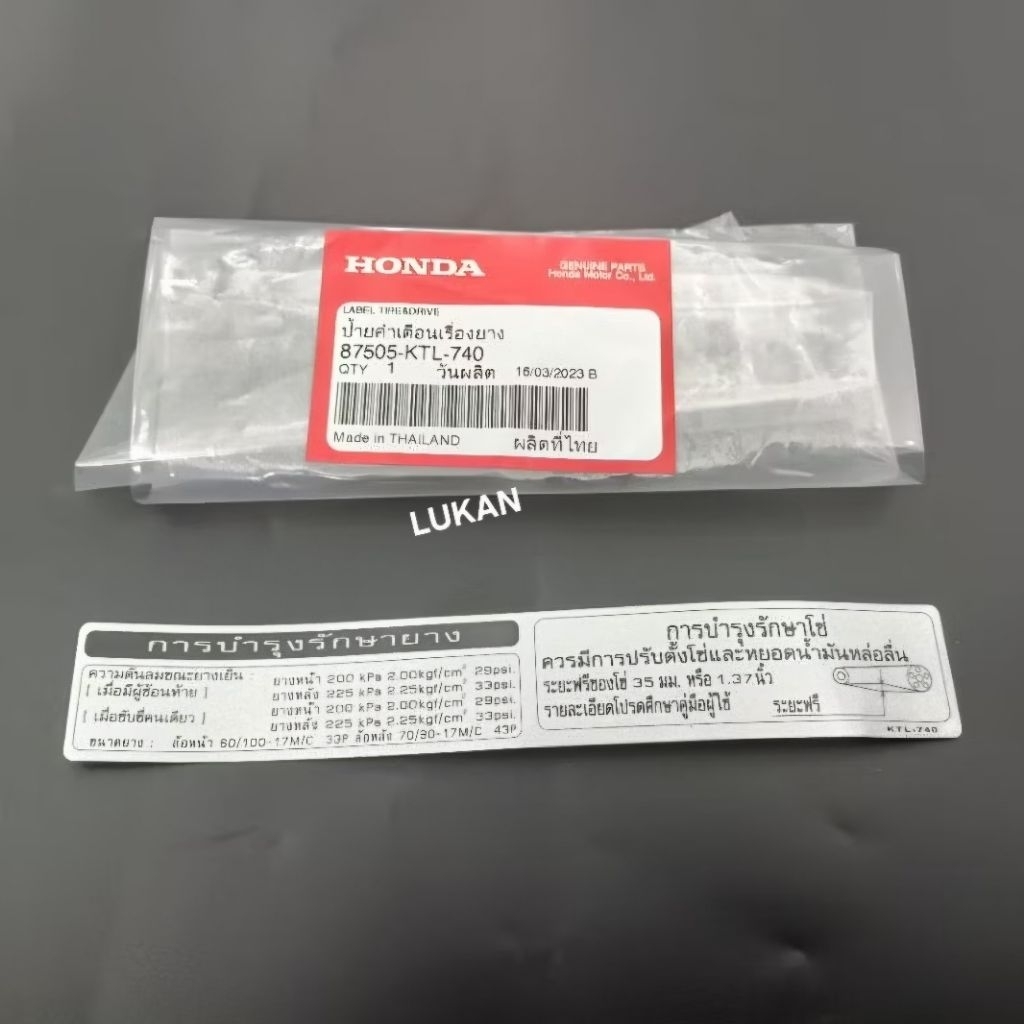 HONDA
GENUINE PARTS
Honda Motor Co., Ltd.
LABEL TIRE&DRIVE
ป้ายคำเตือนเรื่องยาง
87505-KTL-740
QTY 1 วันผลิต 16/03/2023 B
Made in THAILAND ผลิตที่ไทย
LUKAN
การบำรุงรักษายาง
ความดันลมขณะยางเย็น : ยางหน้า 200 kPa 2.00kgf/cm² 29psi.
[ เมื่อมีผู้ซ้อนท้าย ] ยางหลัง 225 kPa 2.25kgf/cm² 33psi.
ยางหน้า 200 kPa 2.00kgf/cm² 29psi.
[ เมื่อขับขี่คนเดียว ] ยางหลัง 225 kPa 2.25kgf/cm² 33psi.
ขนาดยาง : ล้อหน้า 60/100-17M/C 33P ล้อหลัง 70/90-17M/C 43P
การบำรุงรักษาโซ่
ควรมีการปรับตั้งโซ่และหยอดน้ำมันหล่อลื่น
ระยะฟรีของโซ่ 35 มม. หรือ 1.37 นิ้ว
รายละเอียดโปรดศึกษาคู่มือผู้ใช้ ระยะฟรี
KTL-740